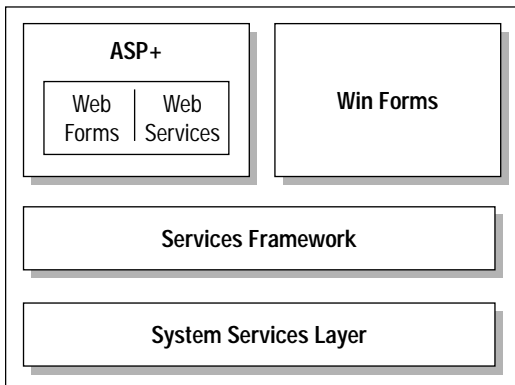 ASP+
Web Forms
Web Services
Win Forms
Services Framework
System Services Layer